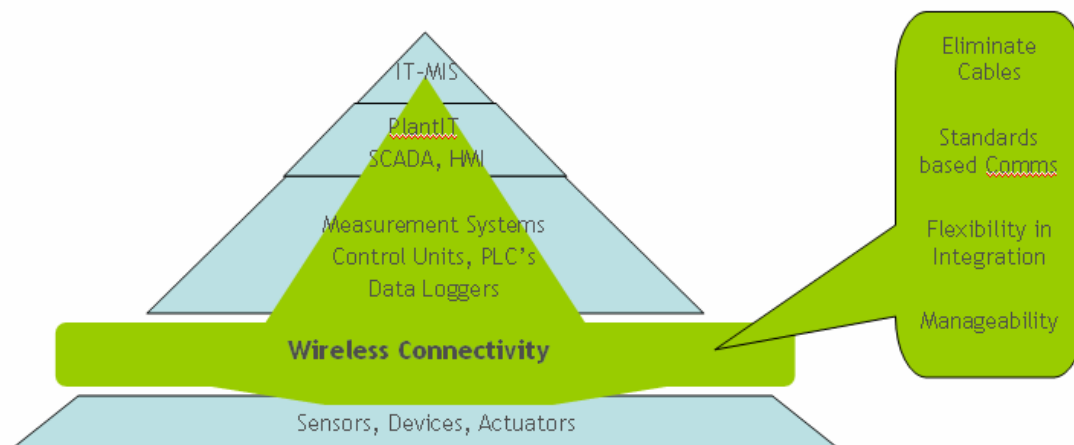 IT-MIS
PlantIT
SCADA, HMI
Measurement Systems
Control Units, PLC's
Data Loggers
Wireless Connectivity
Sensors, Devices, Actuators
Eliminate
Cables
Standards
based Comms
Flexibility in
Integration
Manageability